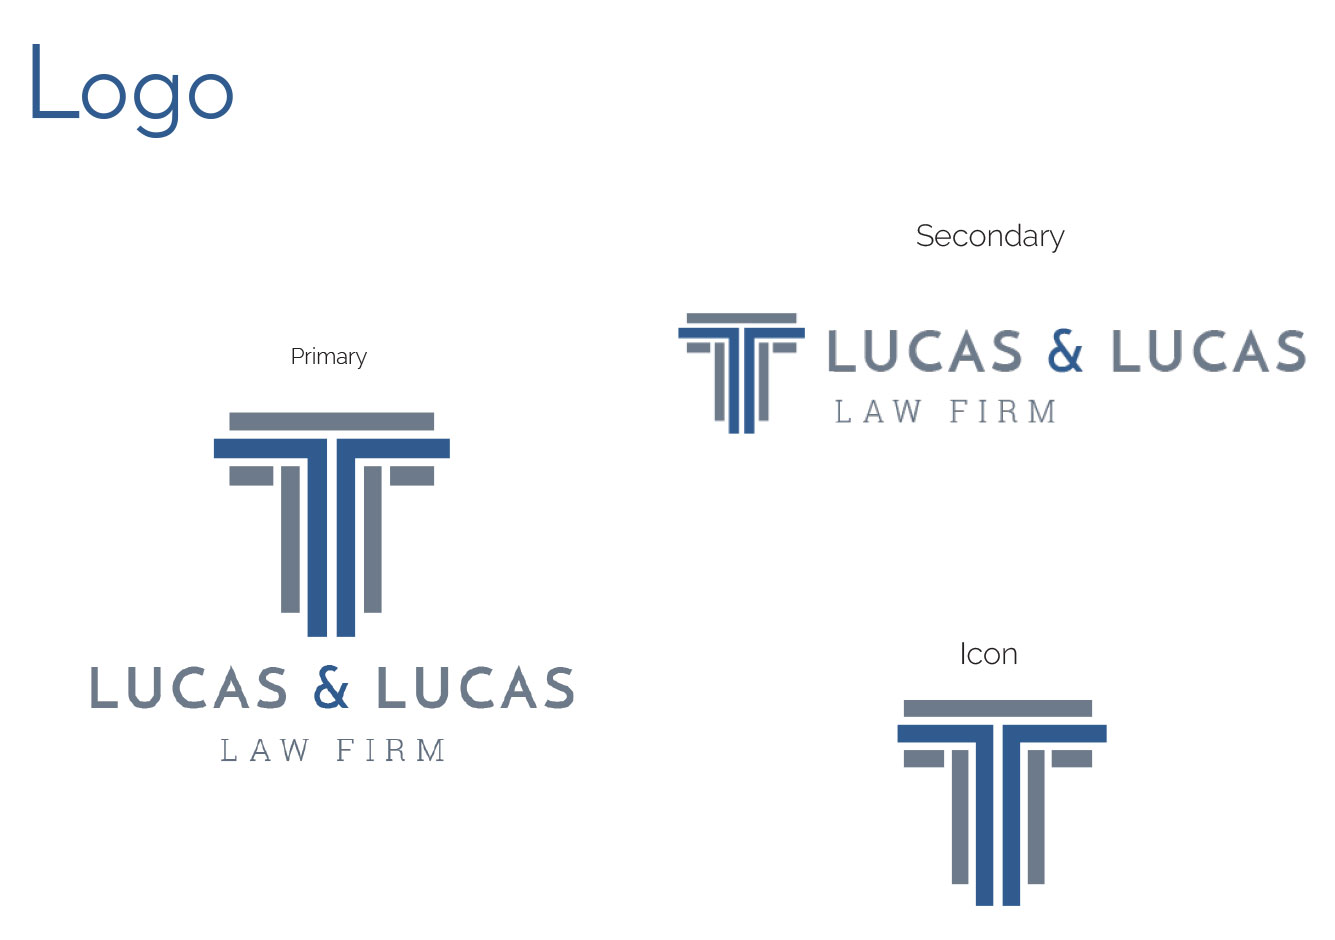 Logo
Secondary
LUCAS & LUCAS
LAW FIRM
Primary
LUCAS & LUCAS
LAW FIRM
Icon